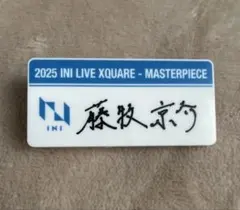 2025 INI LIVE XQUARE - MASTERPIECE
INI
藤牧京介